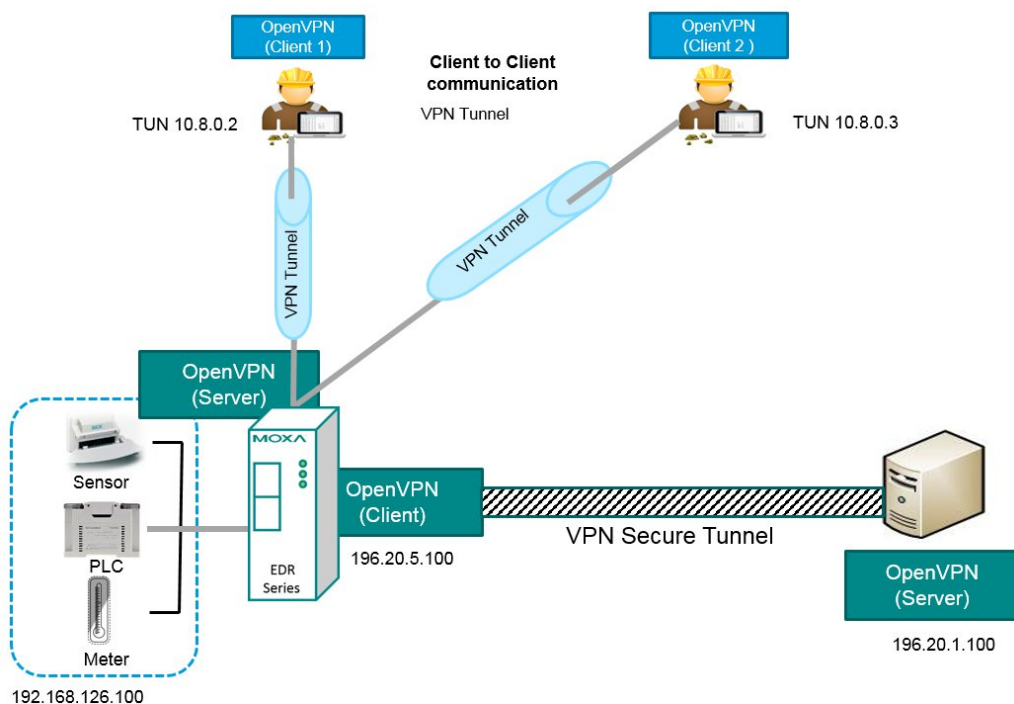 OpenVPN
(Client 1)
OpenVPN
(Client 2 )
Client to Client
communication
VPN Tunnel
TUN 10.8.0.2
TUN 10.8.0.3
VPN Tunnel
VPN Tunnel
OpenVPN
(Server)
MOXA
Sensor
PLC
Meter
192.168.126.100
EDR
Series
OpenVPN
(Client)
196.20.5.100
VPN Secure Tunnel
OpenVPN
(Server)
196.20.1.100